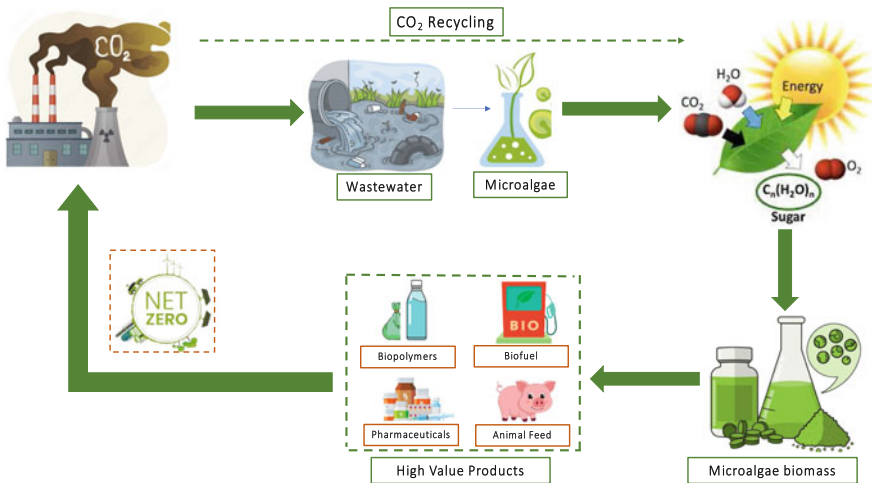 CO₂ Recycling
CO₂
Wastewater
Microalgae
H₂O
Energy
CO₂
O₂
Cₙ(H₂O)ₙ
Sugar
NET
ZERO
BIO
Biopolymers
Biofuel
Pharmaceuticals
Animal Feed
High Value Products
Microalgae biomass